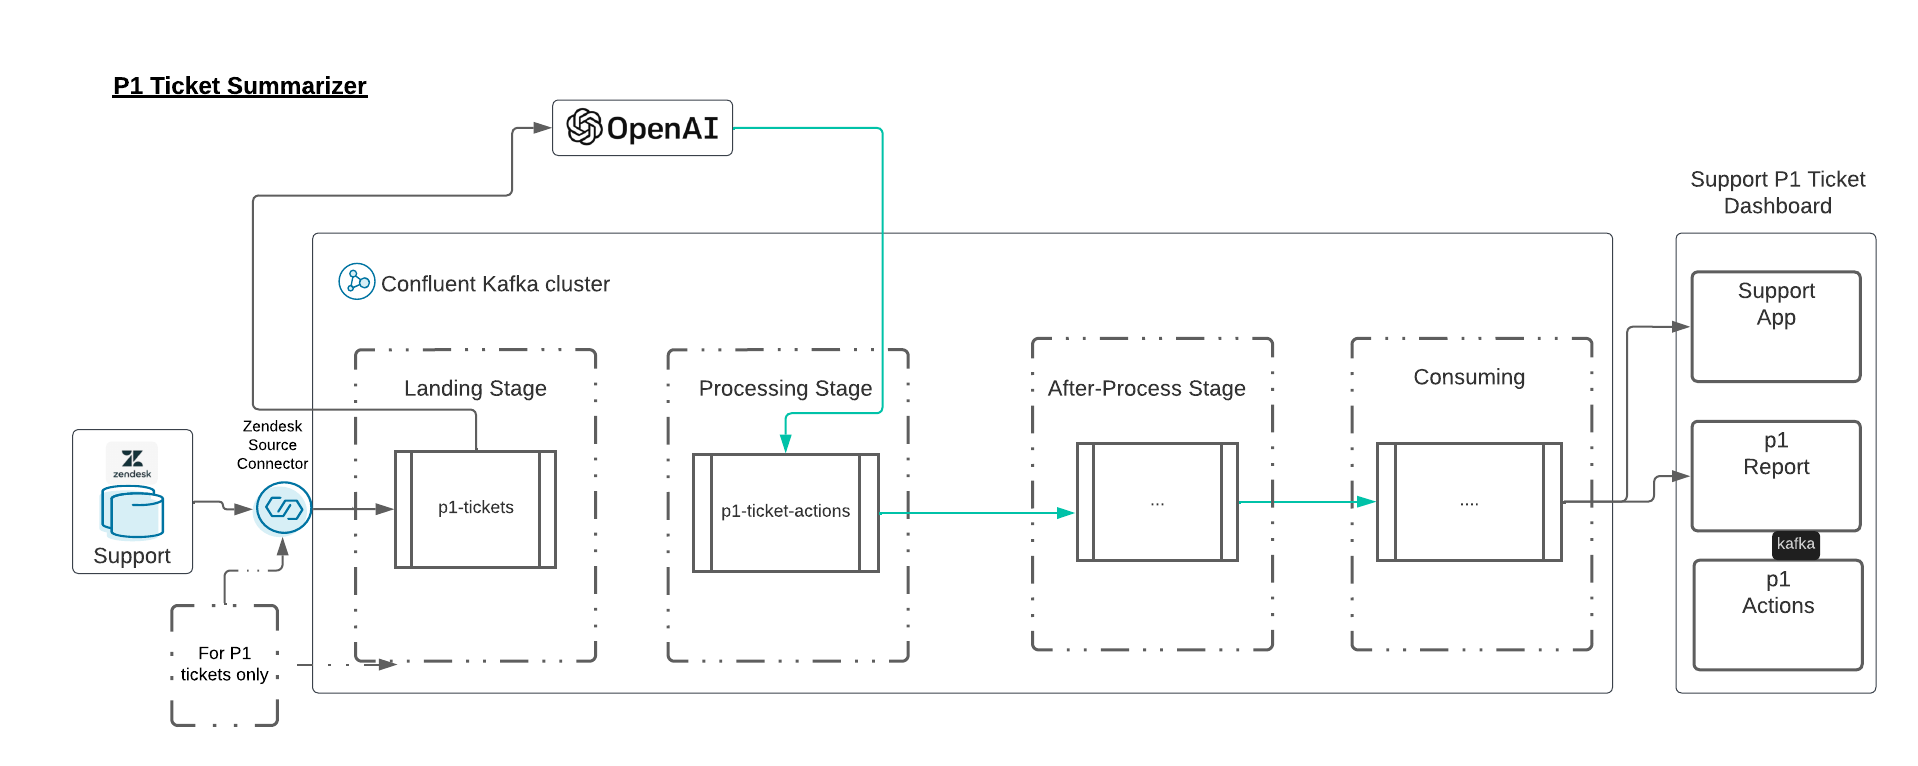 P1 Ticket Summarizer
OpenAI
Support P1 Ticket
Dashboard
Confluent Kafka cluster
Support
App
Landing Stage
Processing Stage
After-Process Stage
Consuming
Zendesk
Source
Connector
zendesk
Support
p1-tickets
p1-ticket-actions
...
....
p1
Report
kafka
p1
Actions
For P1
tickets only